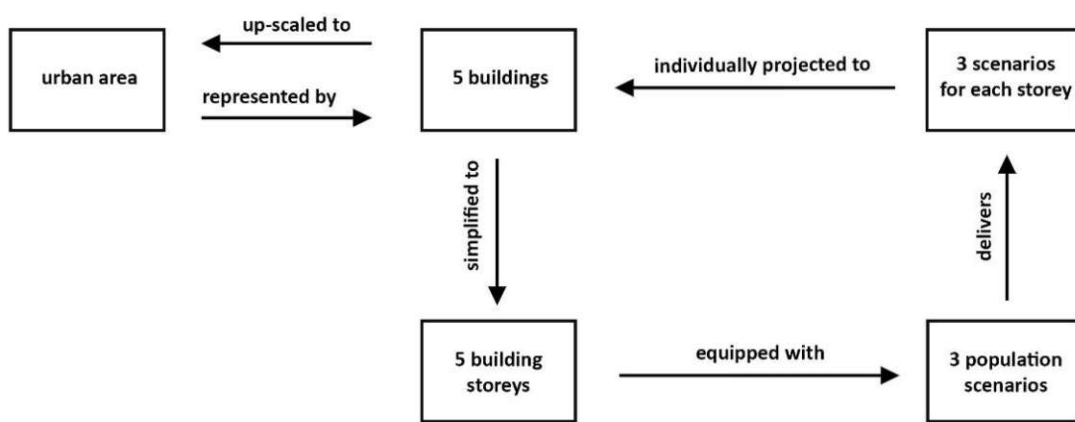 up-scaled to
urban area
represented by
5 buildings
individually projected to
3 scenarios
for each storey
simplified to
delivers
5 building
storeys
equipped with
3 population
scenarios